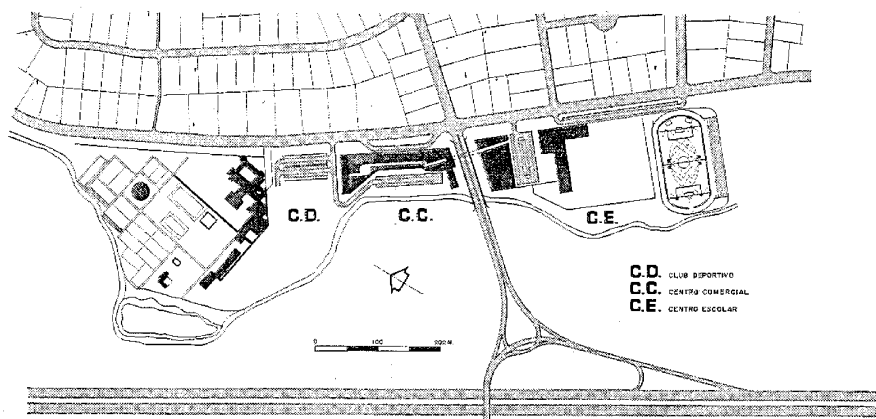 C.D.
C.C.
C.E.
C.D. CLUB DEPORTIVO
C.C. CENTRO COMERCIAL
C.E. CENTRO ESCOLAR
0 100 200 M